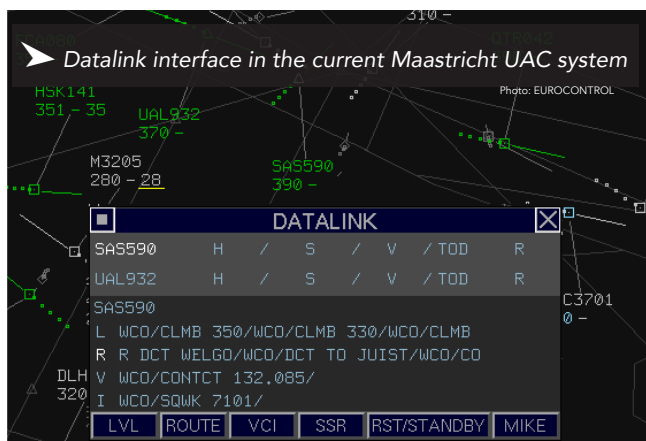 310 -
QTR042
Datalink interface in the current Maastricht UAC system
Photo: EUROCONTROL
HSK141
351 - 35
UAL932
370 -
M3205
280 - 28
SAS590
390 -
DATALINK
SAS590 H / S / V / TOD R
UAL932 H / S / V / TOD R
SAS590
L WCO/CLMB 350/WCO/CLMB 330/WCO/CLMB
R R DCT WELGO/WCO/DCT TO JUIST/WCO/CO
V WCO/CONTCT 132.085/
I WCO/SQWK 7101/
C3701
0 -
DLH
320
LVL ROUTE VCI SSR RST/STANDBY MIKE